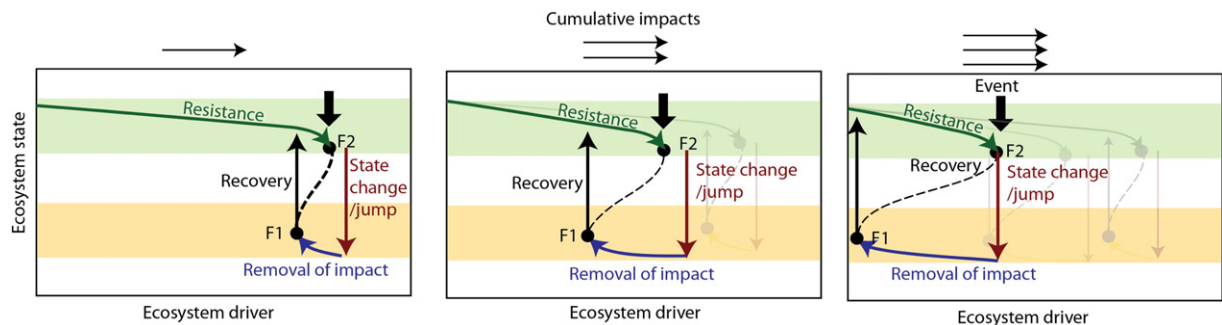 Cumulative impacts
Ecosystem state
Resistance
F2
Recovery
State
change
/jump
F1
Removal of impact
Ecosystem driver
Resistance
F2
Recovery
State change
/jump
F1
Removal of impact
Ecosystem driver
Event
Resistance
F2
Recovery
State change
/jump
F1
Removal of impact
Ecosystem driver